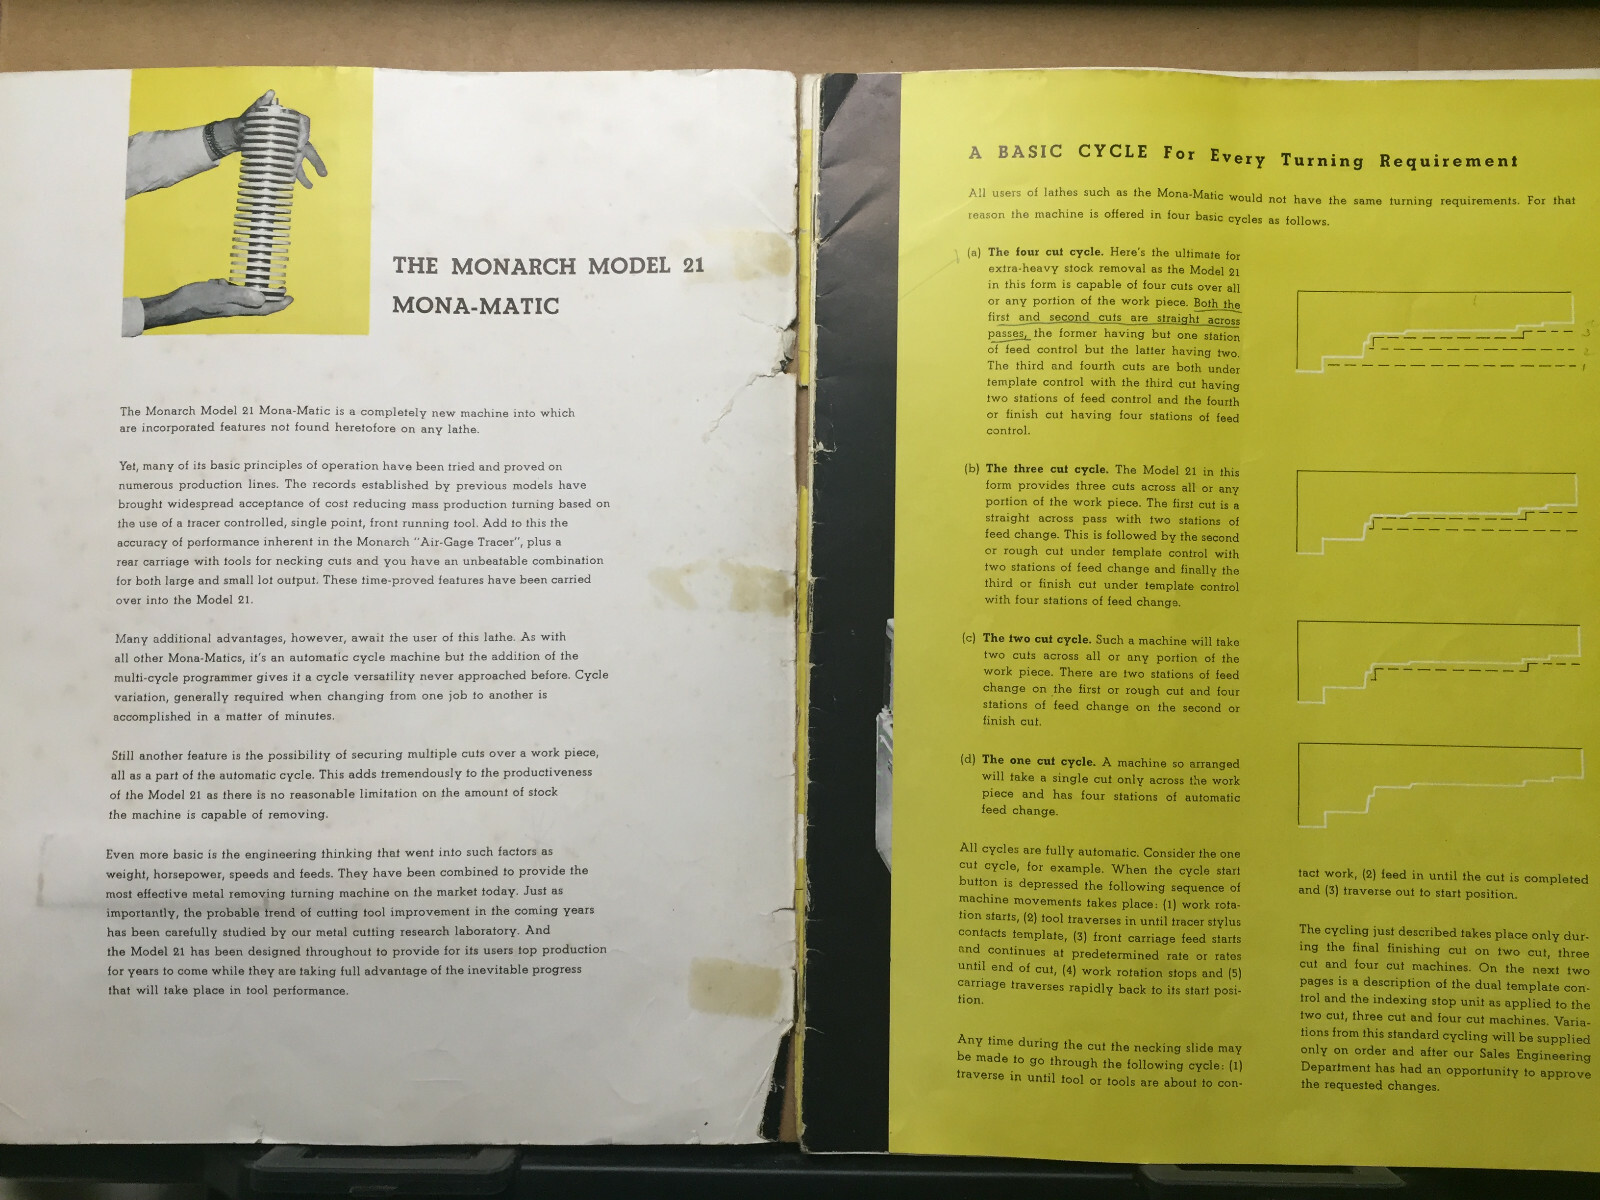 THE MONARCH MODEL 21
MONA-MATIC
The Monarch Model 21 Mona-Matic is a completely new machine into which
are incorporated features not found heretofore on any lathe.
Yet, many of its basic principles of operation have been tried and proved on
numerous production lines. The records established by previous models have
brought widespread acceptance of cost reducing mass production turning based on
the use of a tracer controlled, single point, front running tool. Add to this the
accuracy of performance inherent in the Monarch "Air-Gage Tracer", plus a
rear carriage with tools for necking cuts and you have an unbeatable combination
for both large and small lot output. These time-proved features have been carried
over into the Model 21.
Many additional advantages, however, await the user of this lathe. As with
all other Mona-Matics, it's an automatic cycle machine but the addition of the
multi-cycle programmer gives it a cycle versatility never approached before. Cycle
variation, generally required when changing from one job to another is
accomplished in a matter of minutes.
Still another feature is the possibility of securing multiple cuts over a work piece,
all as a part of the automatic cycle. This adds tremendously to the productiveness
of the Model 21 as there is no reasonable limitation on the amount of stock
the machine is capable of removing.
Even more basic is the engineering thinking that went into such factors as
weight, horsepower, speeds and feeds. They have been combined to provide the
most effective metal removing turning machine on the market today. Just as
importantly, the probable trend of cutting tool improvement in the coming years
has been carefully studied by our metal cutting research laboratory. And
the Model 21 has been designed throughout to provide for its users top production
for years to come while they are taking full advantage of the inevitable progress
that will take place in tool performance.
A BASIC CYCLE For Every Turning Requirement
All users of lathes such as the Mona-Matic would not have the same turning requirements. For that
reason the machine is offered in four basic cycles as follows.
(a) The four cut cycle. Here's the ultimate for
extra-heavy stock removal as the Model 21
in this form is capable of four cuts over all
or any portion of the work piece. Both the
first and second cuts are straight across
passes, the former having but one station
of feed control but the latter having two.
The third and fourth cuts are both under
template control with the third cut having
two stations of feed control and the fourth
or finish cut having four stations of feed
control.
3
2
1
(b) The three cut cycle. The Model 21 in this
form provides three cuts across all or any
portion of the work piece. The first cut is a
straight across pass with two stations of
feed change. This is followed by the second
or rough cut under template control with
two stations of feed change and finally the
third or finish cut under template control
with four stations of feed change.
(c) The two cut cycle. Such a machine will take
two cuts across all or any portion of the
work piece. There are two stations of feed
change on the first or rough cut and four
stations of feed change on the second or
finish cut.
(d) The one cut cycle. A machine so arranged
will take a single cut only across the work
piece and has four stations of automatic
feed change.
All cycles are fully automatic. Consider the one
cut cycle, for example. When the cycle start
button is depressed the following sequence of
machine movements takes place: (1) work rota-
tion starts, (2) tool traverses in until tracer stylus
contacts template, (3) front carriage feed starts
and continues at predetermined rate or rates
until end of cut, (4) work rotation stops and (5)
carriage traverses rapidly back to its start posi-
tion.
Any time during the cut the necking slide may
be made to go through the following cycle: (1)
traverse in until tool or tools are about to con-
tact work, (2) feed in until the cut is completed
and (3) traverse out to start position.
The cycling just described takes place only dur-
ing the final finishing cut on two cut, three
cut and four cut machines. On the next two
pages is a description of the dual template con-
trol and the indexing stop unit as applied to the
two cut, three cut and four cut machines. Varia-
tions from this standard cycling will be supplied
only on order and after our Sales Engineering
Department has had an opportunity to approve
the requested changes.